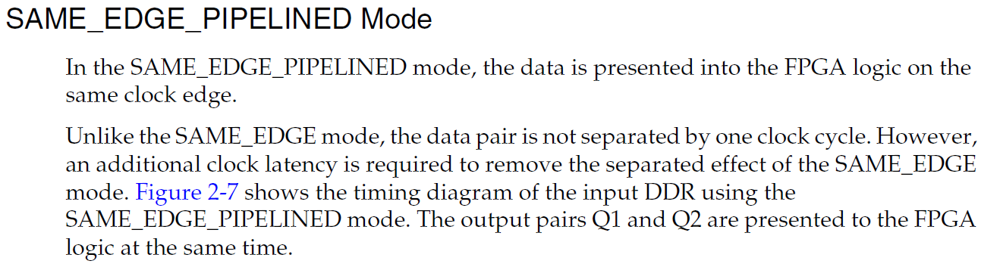 SAME_EDGE_PIPELINED Mode
In the SAME_EDGE_PIPELINED mode, the data is presented into the FPGA logic on the
same clock edge.
Unlike the SAME_EDGE mode, the data pair is not separated by one clock cycle. However,
an additional clock latency is required to remove the separated effect of the SAME_EDGE
mode. Figure 2-7 shows the timing diagram of the input DDR using the
SAME_EDGE_PIPELINED mode. The output pairs Q1 and Q2 are presented to the FPGA
logic at the same time.